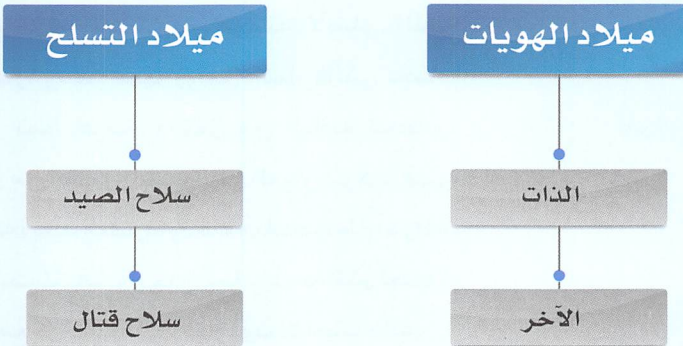 ميلاد الهويات
الذات
الآخر
ميلاد التسلح
سلاح الصيد
سلاح قتال